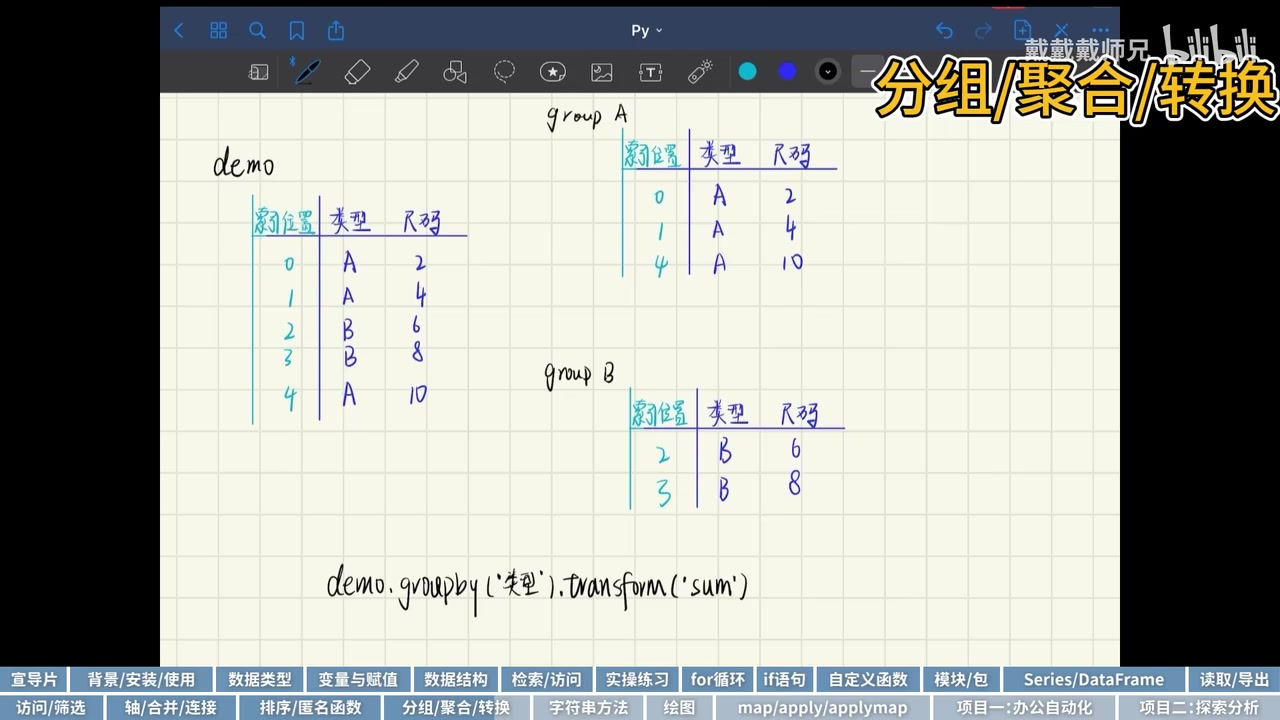 Py
戴戴戴师兄 bilibili
分组/聚合/转换
demo
索引位置 类型 尺码
0 A 2
1 A 4
2 B 6
3 B 8
4 A 10
group A
索引位置 类型 尺码
0 A 2
1 A 4
4 A 10
group B
索引位置 类型 尺码
2 B 6
3 B 8
demo.groupby('类型').transform('sum')
宣导片 背景/安装/使用 数据类型 变量与赋值 数据结构 检索/访问 实操练习 for循环 if语句 自定义函数 模块/包 Series/DataFrame 读取/导出
访问/筛选 轴/合并/连接 排序/匿名函数 分组/聚合/转换 字符串方法 绘图 map/apply/applymap 项目一:办公自动化 项目二:探索分析